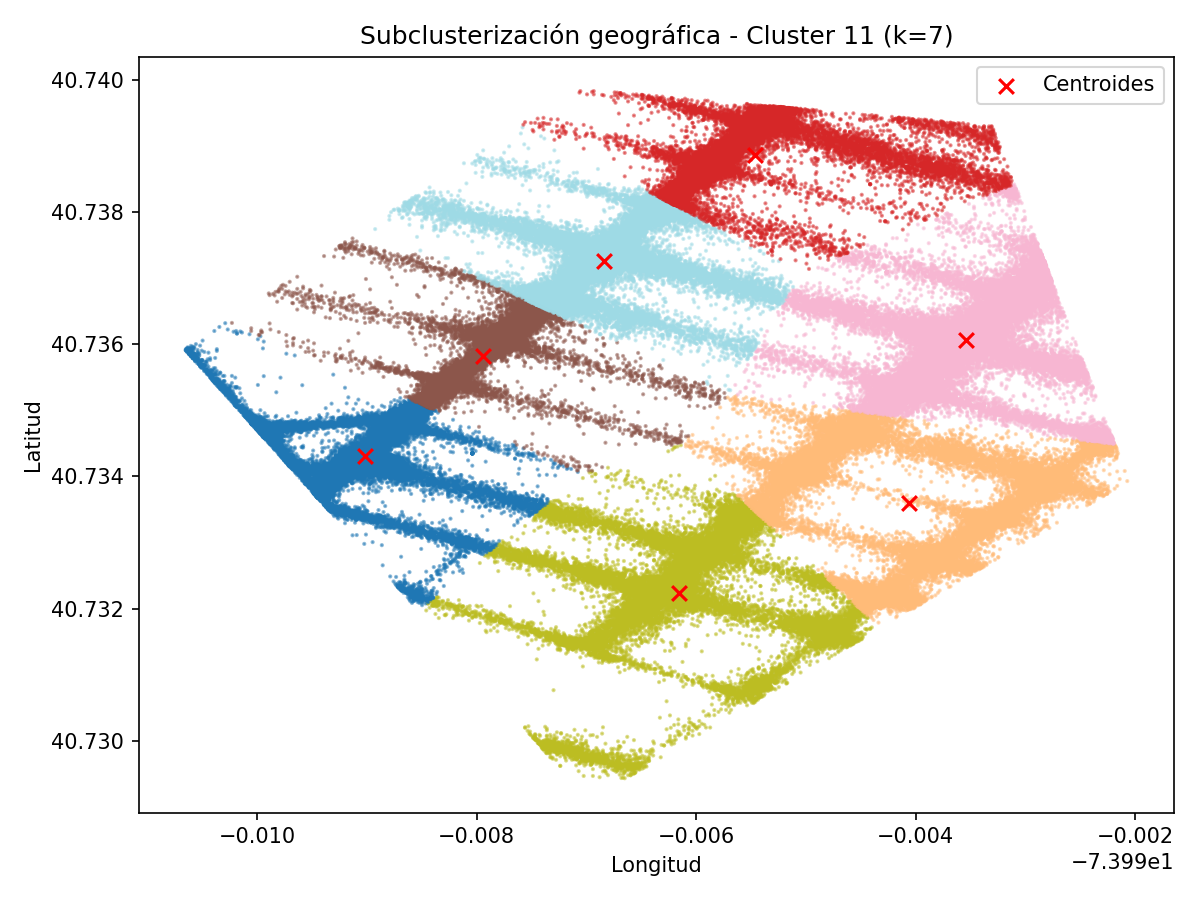 Subclusterización geográfica - Cluster 11 (k=7)
Centroides
40.740
40.738
40.736
40.734
40.732
40.730
Latitud
−0.010
−0.008
−0.006
−0.004
−0.002
−7.399e1
Longitud